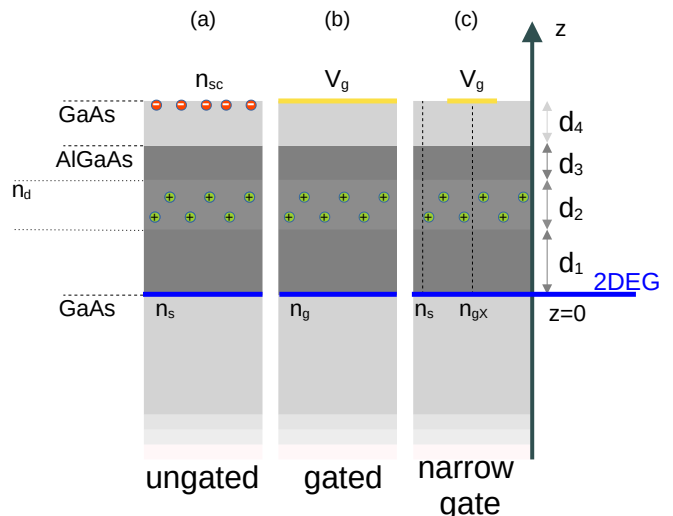 (a) (b) (c) z
n_sc V_g V_g
GaAs d_4
AlGaAs d_3
n_d d_2
d_1
2DEG
GaAs n_s n_g n_s n_gX z=0
ungated gated narrow
gate